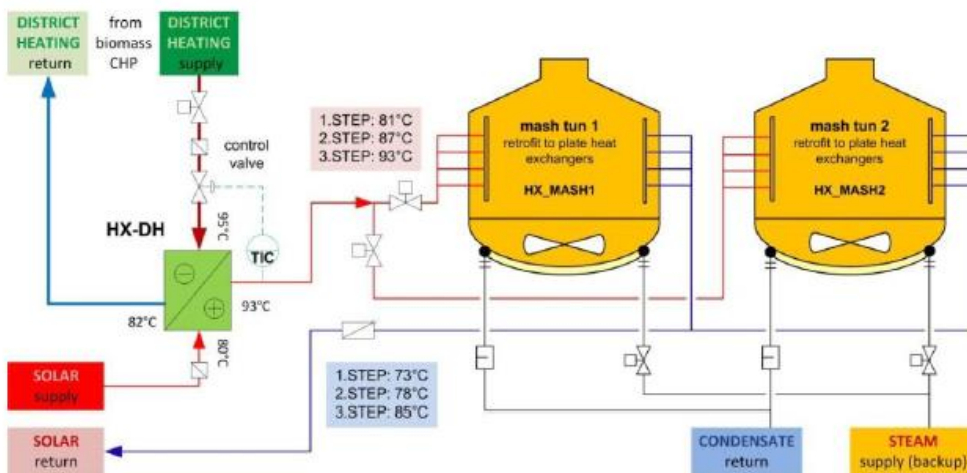 DISTRICT
HEATING
return
from
biomass
CHP
DISTRICT
HEATING
supply
control
valve
1.STEP: 81°C
2.STEP: 87°C
3.STEP: 93°C
mash tun 1
retrofit to plate heat
exchangers
HX_MASH1
mash tun 2
retrofit to plate heat
exchangers
HX_MASH2
HX-DH
95°C
TIC
82°C
93°C
80°C
SOLAR
supply
1.STEP: 73°C
2.STEP: 78°C
3.STEP: 85°C
SOLAR
return
CONDENSATE
return
STEAM
supply (backup)